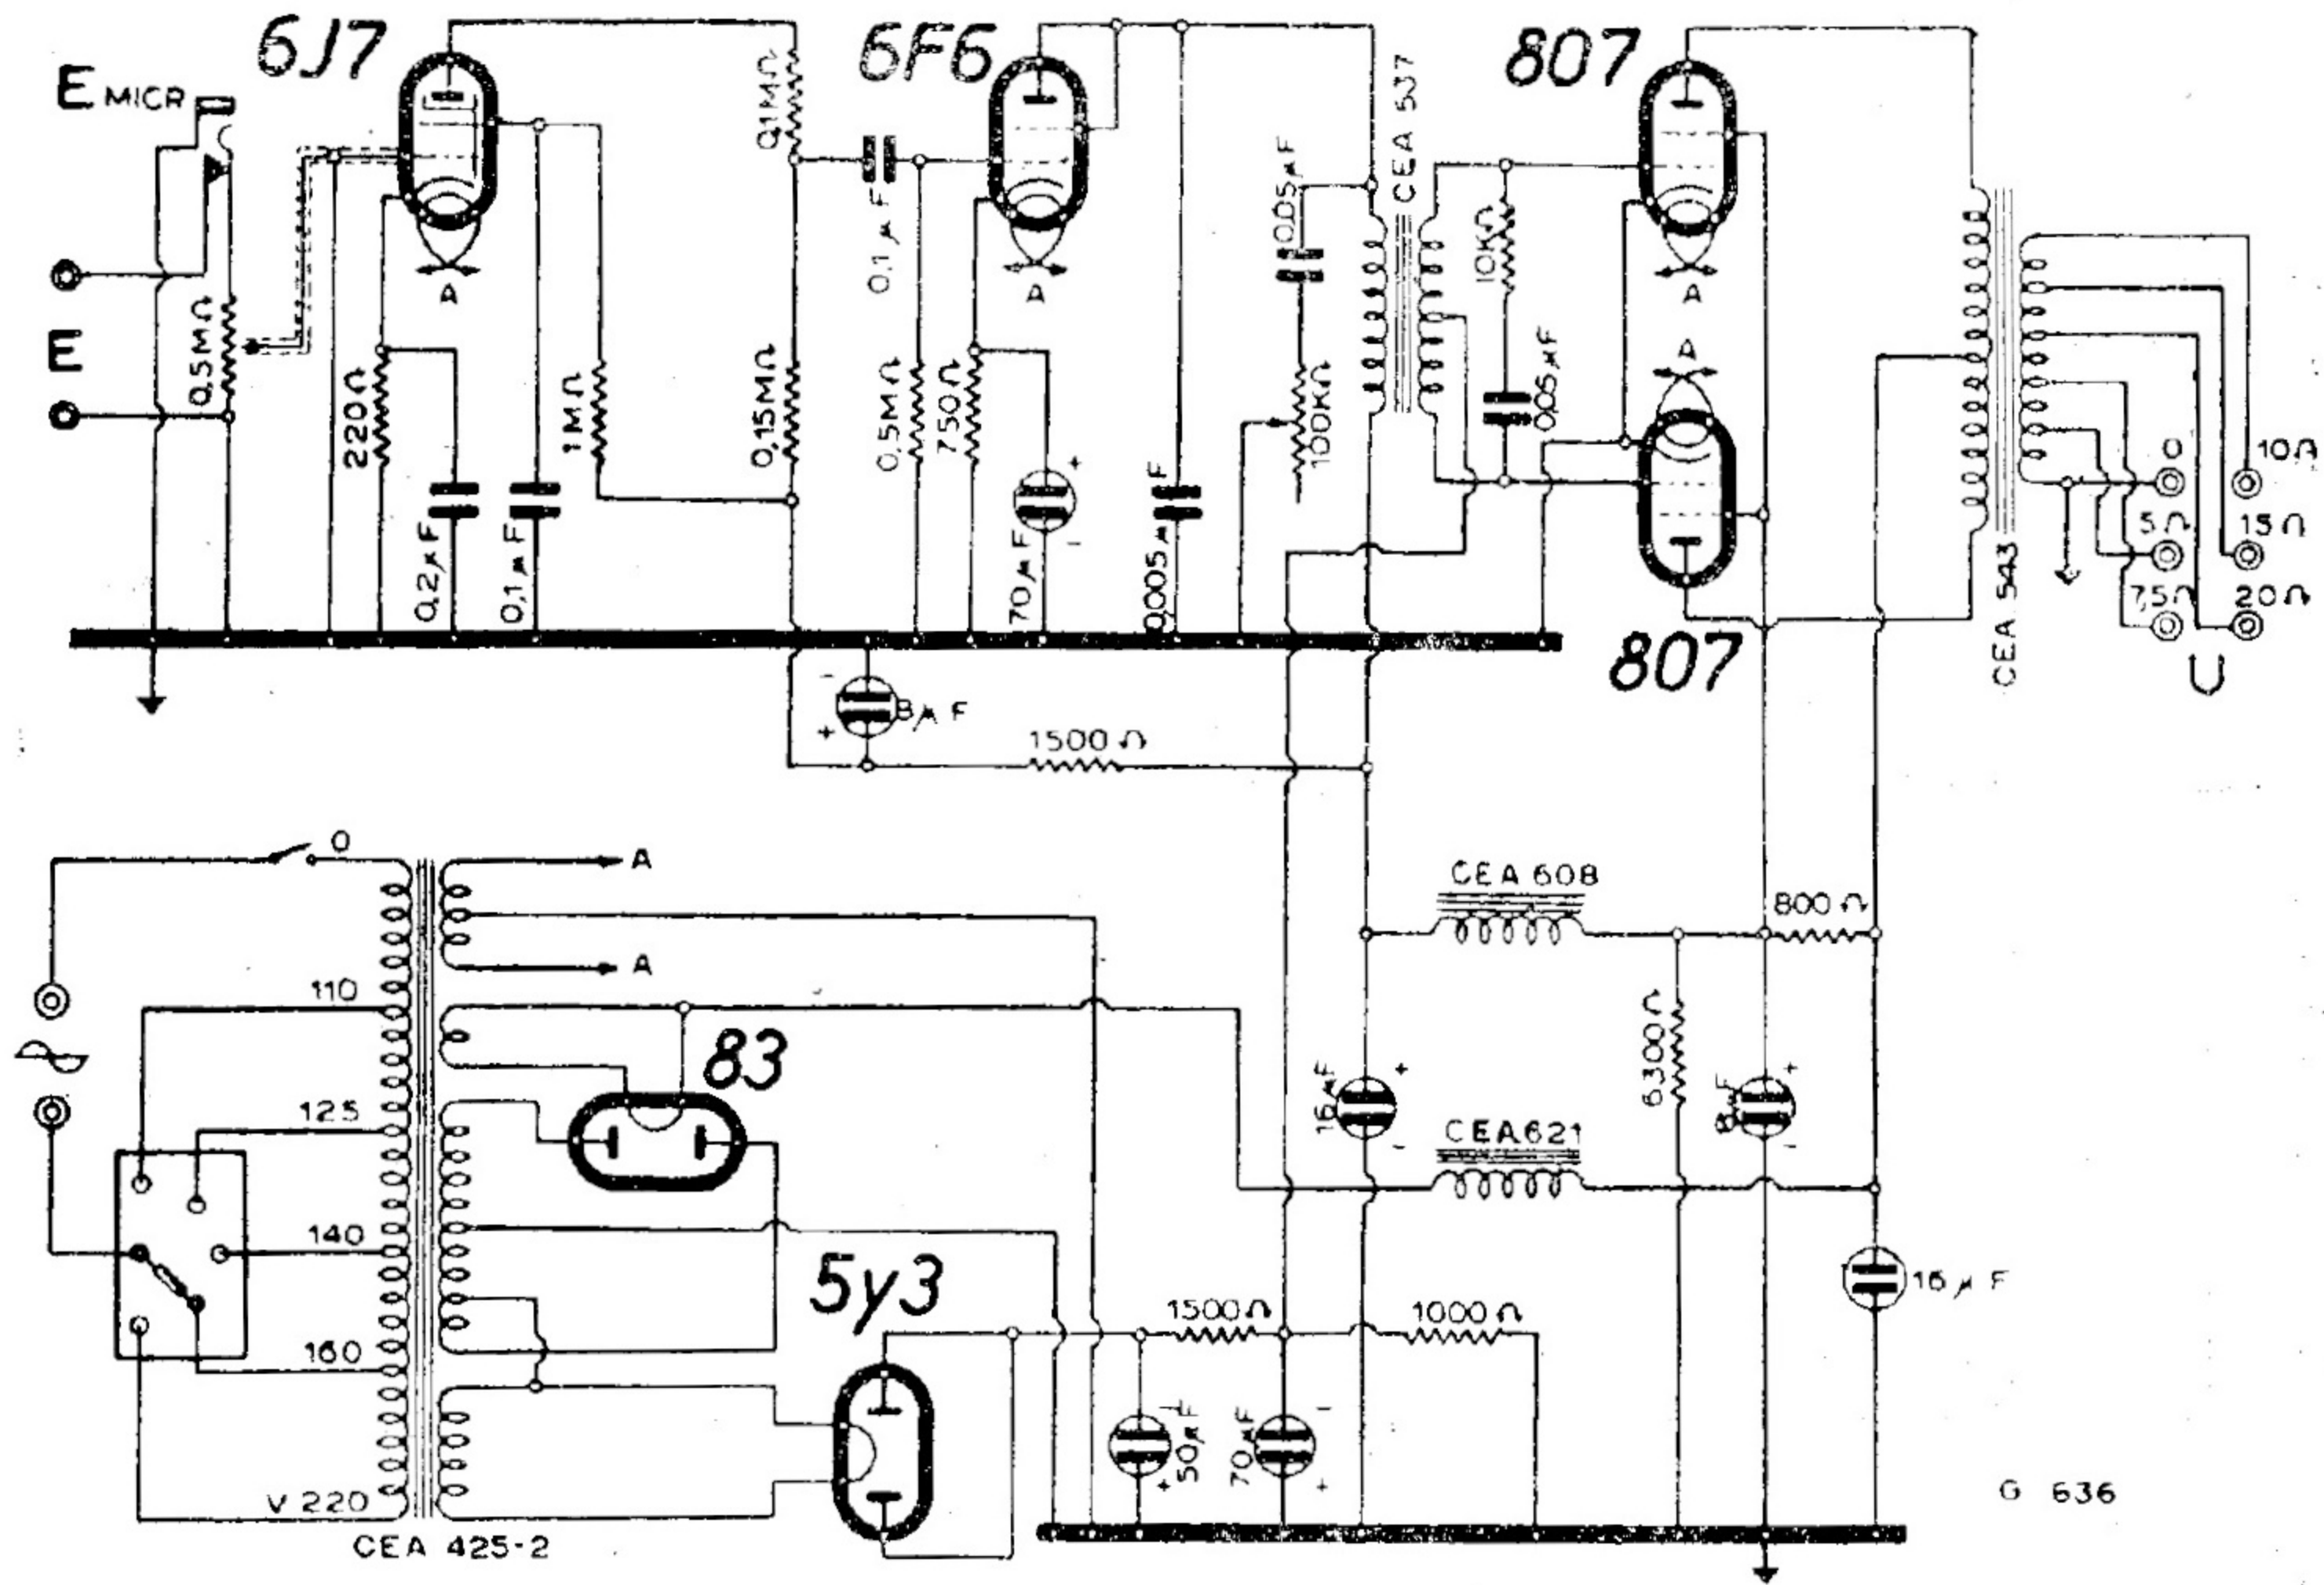 6J7
6F6
807
E MICR
0,1MΩ
CEA 537
0,05μF
10KΩ
A
A
A
A
0,1μF
E
0,5MΩ
220Ω
1MΩ
0,15MΩ
0,5MΩ
750Ω
100KΩ
0,05μF
0
10Ω
5Ω
15Ω
7,5Ω
20Ω
+
-
0,2μF
0,1μF
70μF
0,005μF
CEA 543
U
807
-
+
8μF
1500Ω
0
A
A
CEA 608
800Ω
110
83
6300Ω
16μF
+
-
8μF
+
-
125
CEA621
140
5y3
1500Ω
1000Ω
16μF
160
-
+
50μF
70μF
-
+
V 220
CEA 425-2
G 636